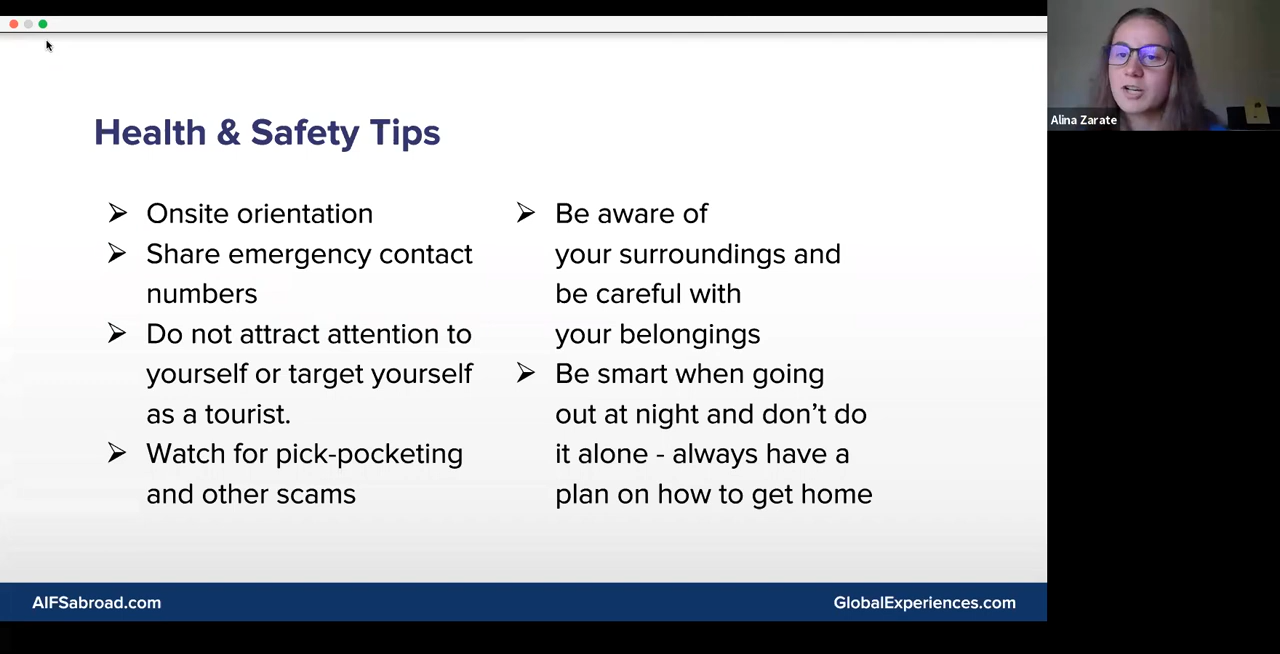 Health & Safety Tips
Onsite orientation
Share emergency contact
numbers
Do not attract attention to
yourself or target yourself
as a tourist.
Watch for pick-pocketing
and other scams
Be aware of
your surroundings and
be careful with
your belongings
Be smart when going
out at night and don’t do
it alone - always have a
plan on how to get home
AIFSabroad.com
GlobalExperiences.com
Alina Zarate